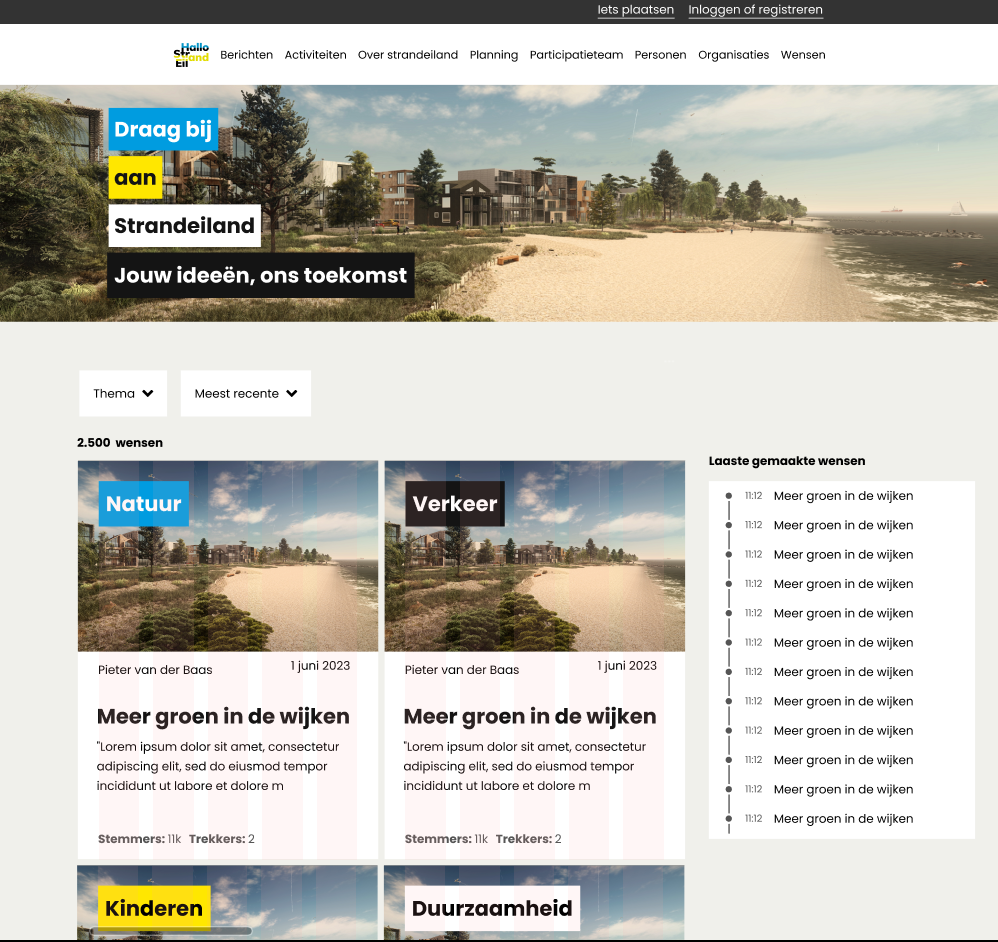 Iets plaatsen Inloggen of registreren
Hallo
Strand
Eil
Berichten Activiteiten Over strandeiland Planning Participatieteam Personen Organisaties Wensen
Draag bij
aan
Strandeiland
Jouw ideeën, ons toekomst
Thema Meest recente
2.500 wensen
Natuur
Pieter van der Baas 1 juni 2023
Meer groen in de wijken
"Lorem ipsum dolor sit amet, consectetur
adipiscing elit, sed do eiusmod tempor
incididunt ut labore et dolore m
Stemmers: 11k Trekkers: 2
Verkeer
Pieter van der Baas 1 juni 2023
Meer groen in de wijken
"Lorem ipsum dolor sit amet, consectetur
adipiscing elit, sed do eiusmod tempor
incididunt ut labore et dolore m
Stemmers: 11k Trekkers: 2
Kinderen
Duurzaamheid
Laaste gemaakte wensen
11:12 Meer groen in de wijken
11:12 Meer groen in de wijken
11:12 Meer groen in de wijken
11:12 Meer groen in de wijken
11:12 Meer groen in de wijken
11:12 Meer groen in de wijken
11:12 Meer groen in de wijken
11:12 Meer groen in de wijken
11:12 Meer groen in de wijken
11:12 Meer groen in de wijken
11:12 Meer groen in de wijken
11:12 Meer groen in de wijken